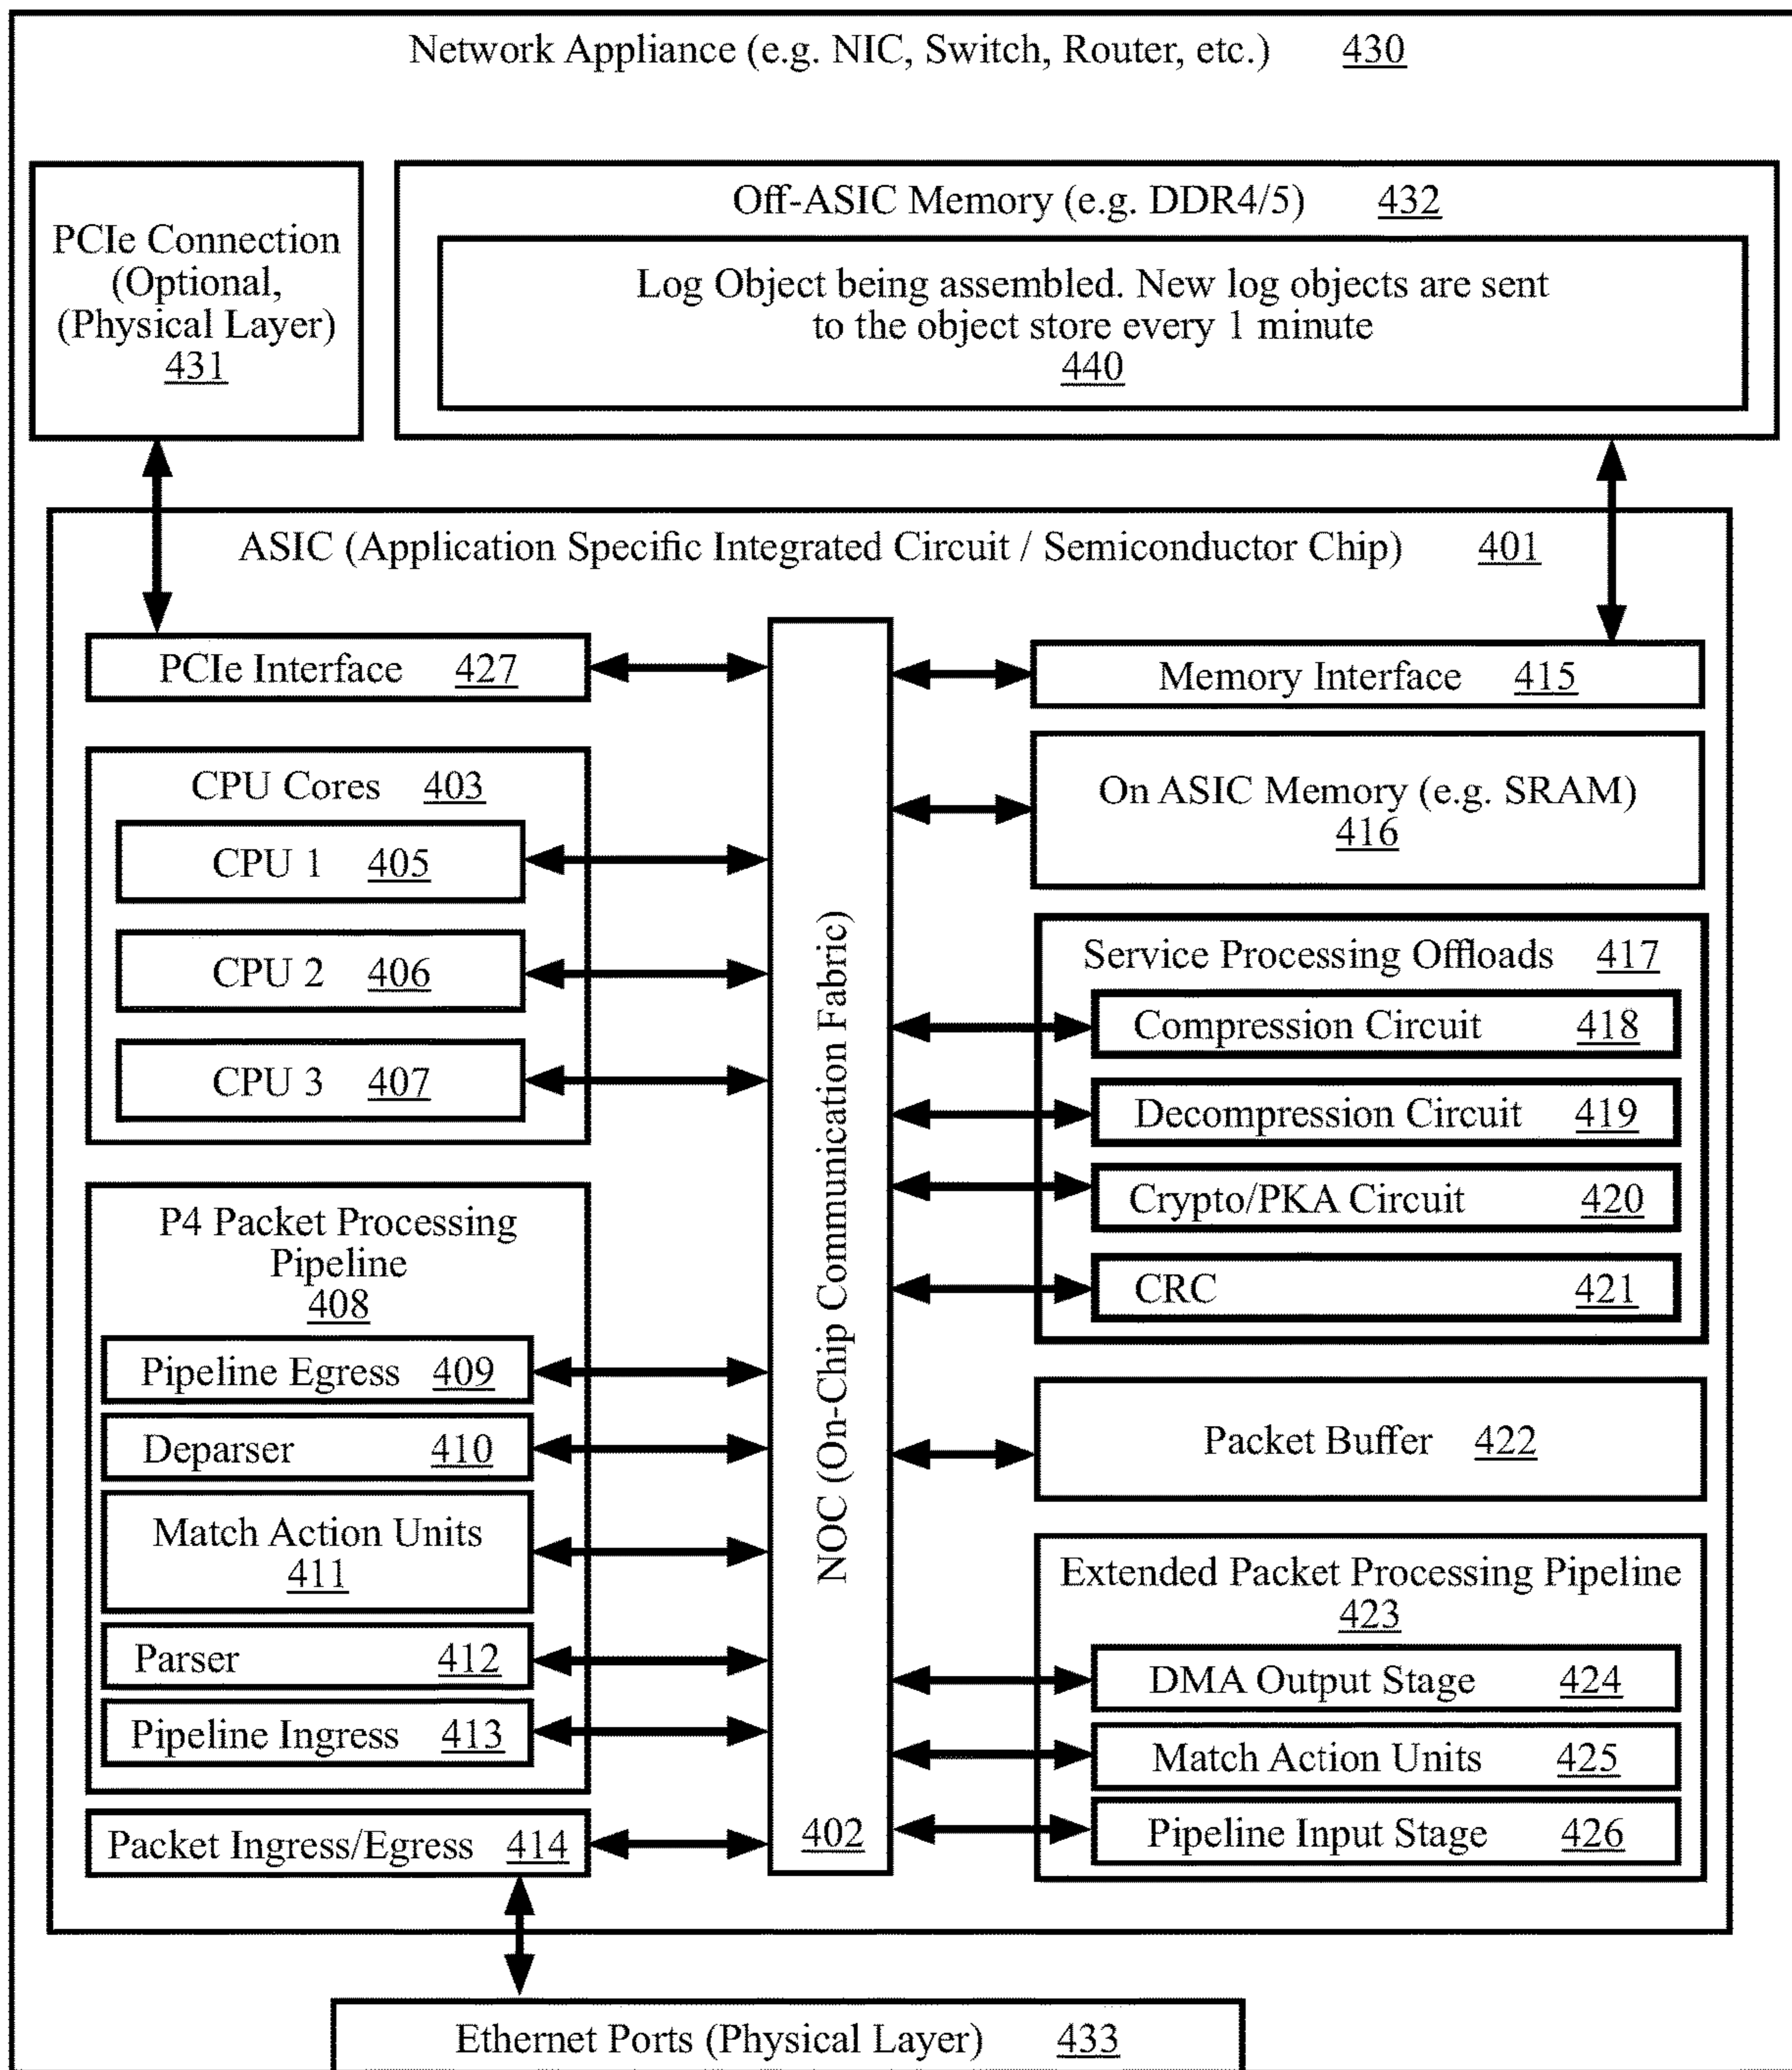 Network Appliance (e.g. NIC, Switch, Router, etc.) 430
PCIe Connection
(Optional,
(Physical Layer)
431
Off-ASIC Memory (e.g. DDR4/5) 432
Log Object being assembled. New log objects are sent
to the object store every 1 minute
440
ASIC (Application Specific Integrated Circuit / Semiconductor Chip) 401
PCIe Interface 427
CPU Cores 403
CPU 1 405
CPU 2 406
CPU 3 407
P4 Packet Processing
Pipeline
408
Pipeline Egress 409
Deparser 410
Match Action Units
411
Parser 412
Pipeline Ingress 413
Packet Ingress/Egress 414
NOC (On-Chip Communication Fabric)
402
Memory Interface 415
On ASIC Memory (e.g. SRAM)
416
Service Processing Offloads 417
Compression Circuit 418
Decompression Circuit 419
Crypto/PKA Circuit 420
CRC 421
Packet Buffer 422
Extended Packet Processing Pipeline
423
DMA Output Stage 424
Match Action Units 425
Pipeline Input Stage 426
Ethernet Ports (Physical Layer) 433